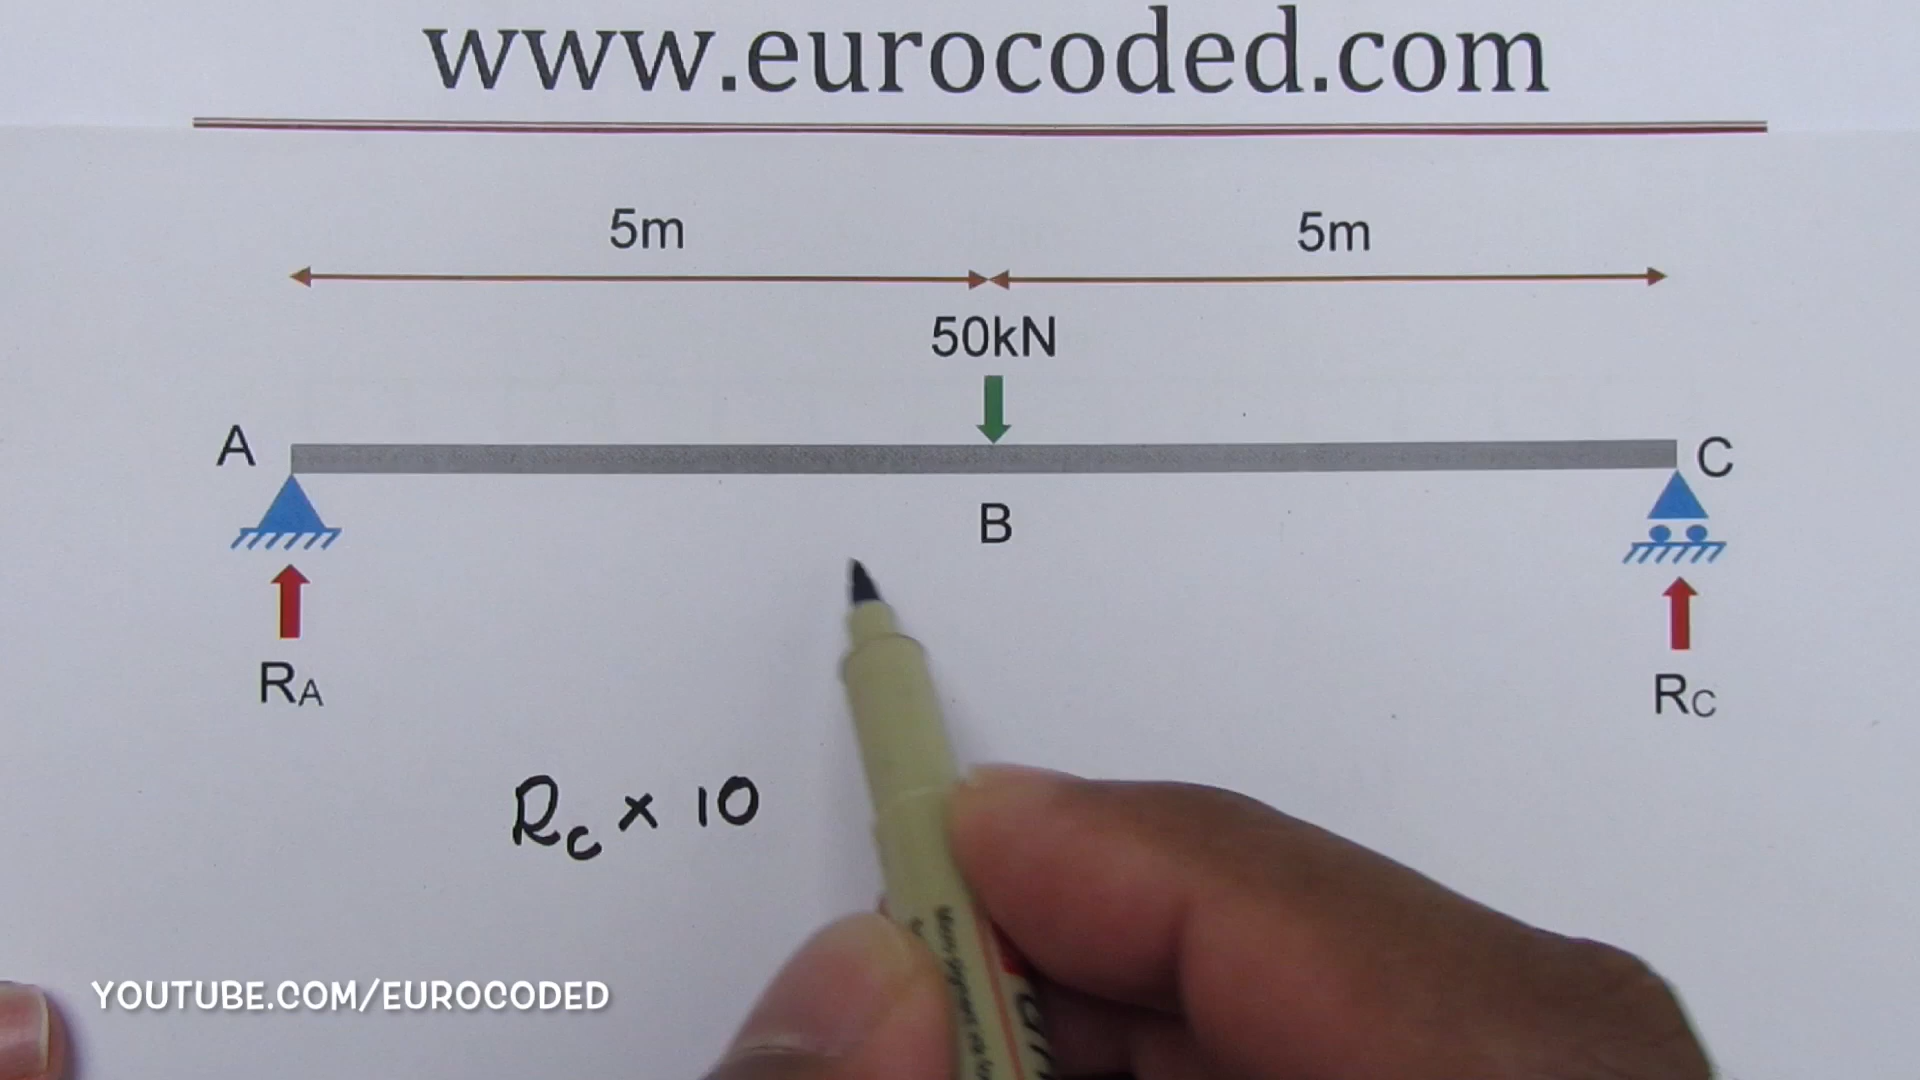 www.eurocoded.com
5m 5m
50kN
A C
B
RA RC
Rc × 10
YOUTUBE.COM/EUROCODED